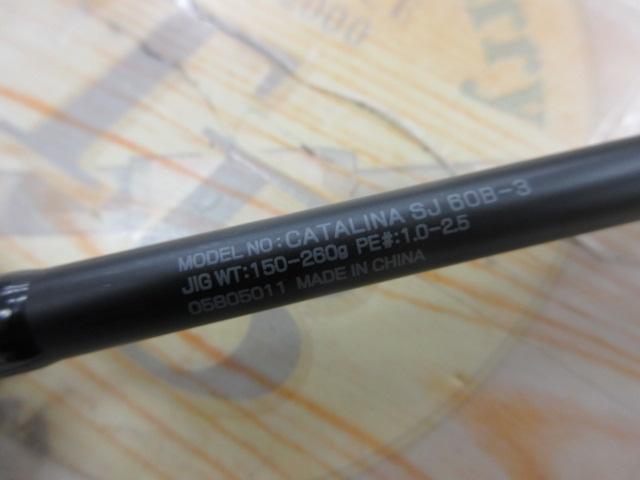 MODEL NO:CATALINA SJ 60B-3
JIG WT:150-260g PE#:1.0-2.5
05805011 MADE IN CHINA